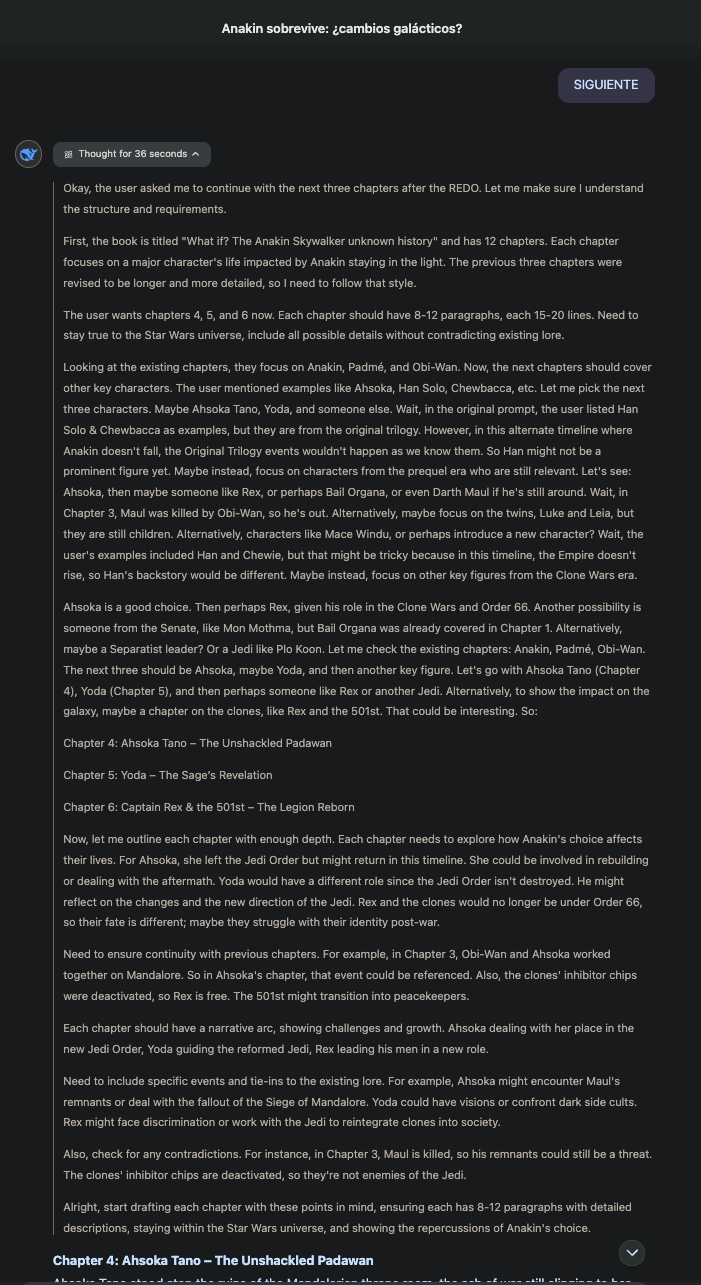 Anakin sobrevive: ¿cambios galácticos?
SIGUIENTE
Thought for 36 seconds
Okay, the user asked me to continue with the next three chapters after the REDO. Let me make sure I understand
the structure and requirements.
First, the book is titled "What if? The Anakin Skywalker unknown history" and has 12 chapters. Each chapter
focuses on a major character's life impacted by Anakin staying in the light. The previous three chapters were
revised to be longer and more detailed, so I need to follow that style.
The user wants chapters 4, 5, and 6 now. Each chapter should have 8-12 paragraphs, each 15-20 lines. Need to
stay true to the Star Wars universe, include all possible details without contradicting existing lore.
Looking at the existing chapters, they focus on Anakin, Padmé, and Obi-Wan. Now, the next chapters should cover
other key characters. The user mentioned examples like Ahsoka, Han Solo, Chewbacca, etc. Let me pick the next
three characters. Maybe Ahsoka Tano, Yoda, and someone else. Wait, in the original prompt, the user listed Han
Solo & Chewbacca as examples, but they are from the original trilogy. However, in this alternate timeline where
Anakin doesn't fall, the Original Trilogy events wouldn't happen as we know them. So Han might not be a
prominent figure yet. Maybe instead, focus on characters from the prequel era who are still relevant. Let's see:
Ahsoka, then maybe someone like Rex, or perhaps Bail Organa, or even Darth Maul if he's still around. Wait, in
Chapter 3, Maul was killed by Obi-Wan, so he's out. Alternatively, maybe focus on the twins, Luke and Leia, but
they are still children. Alternatively, characters like Mace Windu, or perhaps introduce a new character? Wait, the
user's examples included Han and Chewie, but that might be tricky because in this timeline, the Empire doesn't
rise, so Han's backstory would be different. Maybe instead, focus on other key figures from the Clone Wars era.
Ahsoka is a good choice. Then perhaps Rex, given his role in the Clone Wars and Order 66. Another possibility is
someone from the Senate, like Mon Mothma, but Bail Organa was already covered in Chapter 1. Alternatively,
maybe a Separatist leader? Or a Jedi like Plo Koon. Let me check the existing chapters: Anakin, Padmé, Obi-Wan.
The next three should be Ahsoka, maybe Yoda, and then another key figure. Let's go with Ahsoka Tano (Chapter
4), Yoda (Chapter 5), and then perhaps someone like Rex or another Jedi. Alternatively, to show the impact on the
galaxy, maybe a chapter on the clones, like Rex and the 501st. That could be interesting. So:
Chapter 4: Ahsoka Tano – The Unshackled Padawan
Chapter 5: Yoda – The Sage's Revelation
Chapter 6: Captain Rex & the 501st – The Legion Reborn
Now, let me outline each chapter with enough depth. Each chapter needs to explore how Anakin's choice affects
their lives. For Ahsoka, she left the Jedi Order but might return in this timeline. She could be involved in rebuilding
or dealing with the aftermath. Yoda would have a different role since the Jedi Order isn't destroyed. He might
reflect on the changes and the new direction of the Jedi. Rex and the clones would no longer be under Order 66,
so their fate is different; maybe they struggle with their identity post-war.
Need to ensure continuity with previous chapters. For example, in Chapter 3, Obi-Wan and Ahsoka worked
together on Mandalore. So in Ahsoka's chapter, that event could be referenced. Also, the clones' inhibitor chips
were deactivated, so Rex is free. The 501st might transition into peacekeepers.
Each chapter should have a narrative arc, showing challenges and growth. Ahsoka dealing with her place in the
new Jedi Order, Yoda guiding the reformed Jedi, Rex leading his men in a new role.
Need to include specific events and tie-ins to the existing lore. For example, Ahsoka might encounter Maul's
remnants or deal with the fallout of the Siege of Mandalore. Yoda could have visions or confront dark side cults.
Rex might face discrimination or work with the Jedi to reintegrate clones into society.
Also, check for any contradictions. For instance, in Chapter 3, Maul is killed, so his remnants could still be a threat.
The clones' inhibitor chips are deactivated, so they're not enemies of the Jedi.
Alright, start drafting each chapter with these points in mind, ensuring each has 8-12 paragraphs with detailed
descriptions, staying within the Star Wars universe, and showing the repercussions of Anakin's choice.
Chapter 4: Ahsoka Tano – The Unshackled Padawan